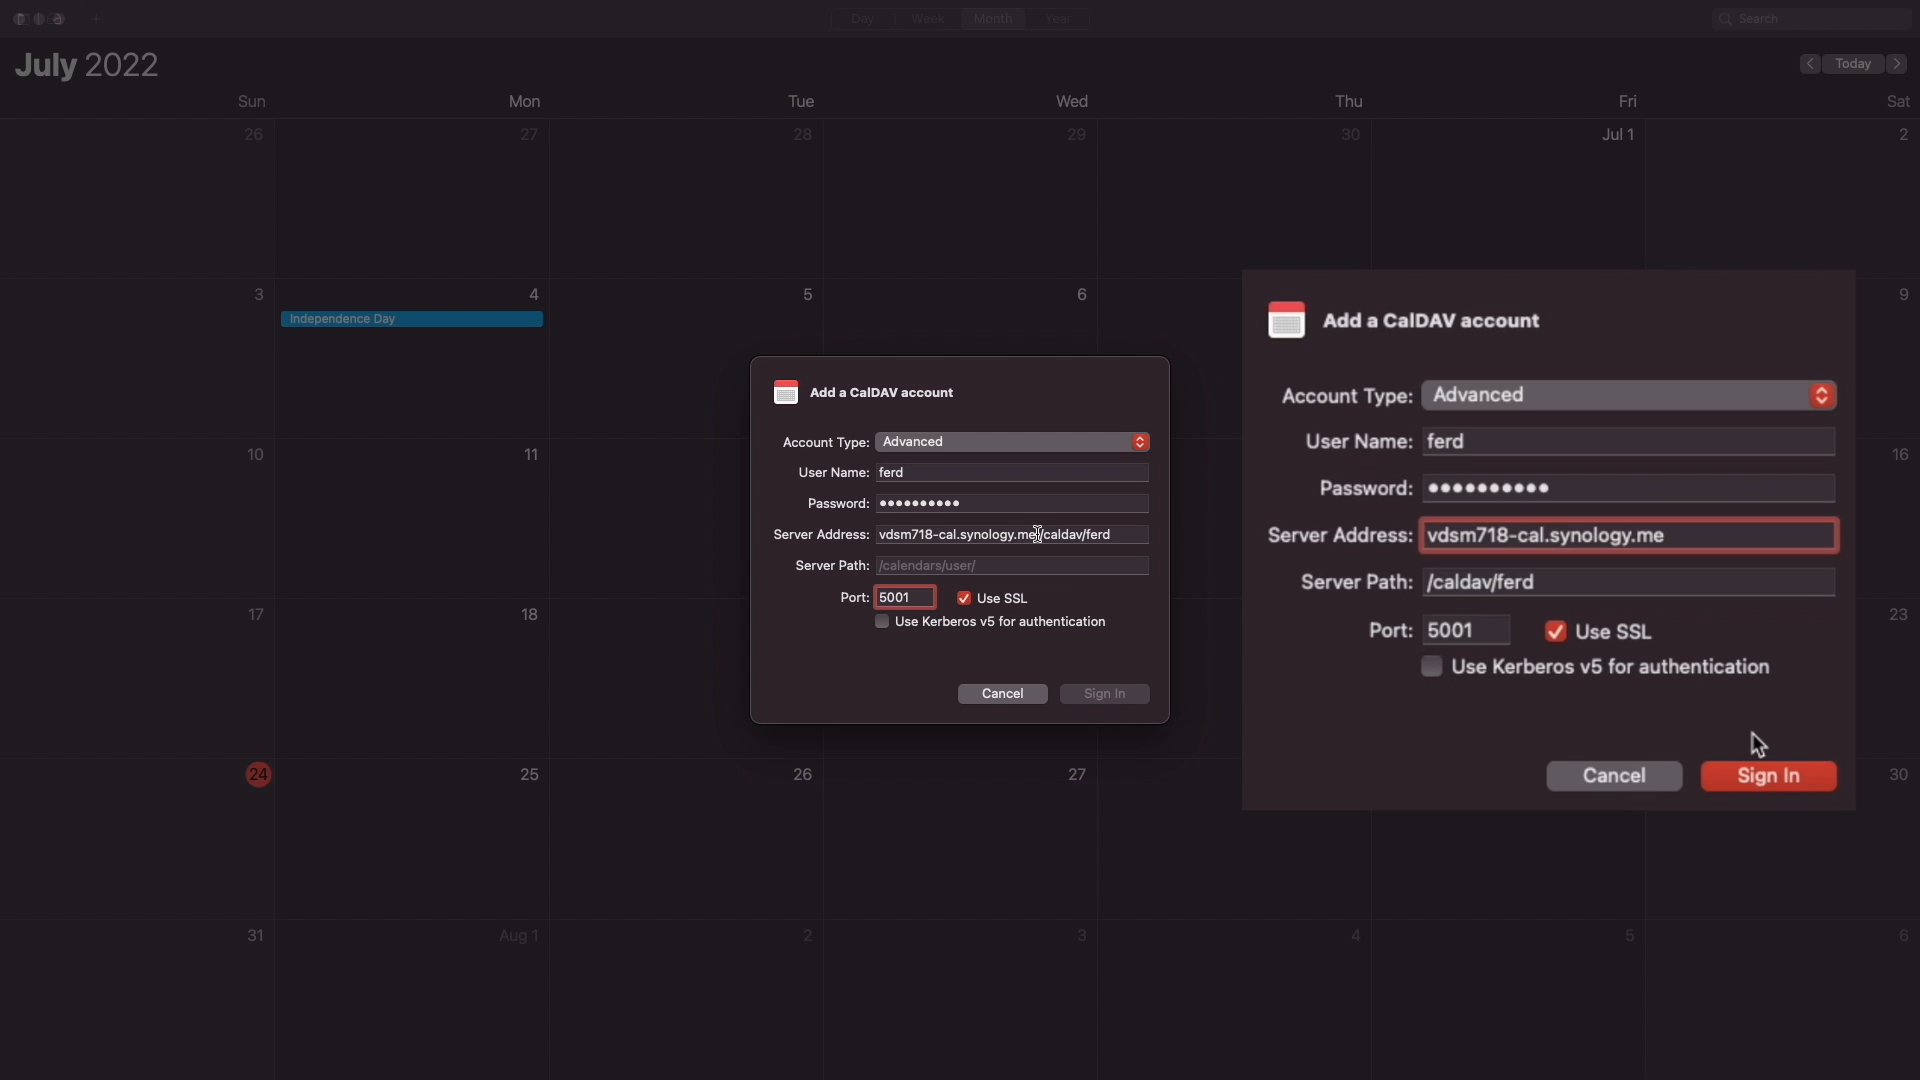 Day Week Month Year
Search
July 2022
Today
Sun Mon Tue Wed Thu Fri Sat
26 27 28 29 30 Jul 1 2
3 4 5 6 9
Independence Day
Add a CalDAV account
Account Type: Advanced
User Name: ferd
Password: ••••••••••
Server Address: vdsm718-cal.synology.me/caldav/ferd
Server Path: /calendars/user/
Port: 5001 Use SSL
Use Kerberos v5 for authentication
Cancel Sign In
Add a CalDAV account
Account Type: Advanced
User Name: ferd
Password: ••••••••••
Server Address: vdsm718-cal.synology.me
Server Path: /caldav/ferd
Port: 5001 Use SSL
Use Kerberos v5 for authentication
Cancel Sign In
10 11 16
17 18 23
24 25 26 27 30
31 Aug 1 2 3 4 5 6